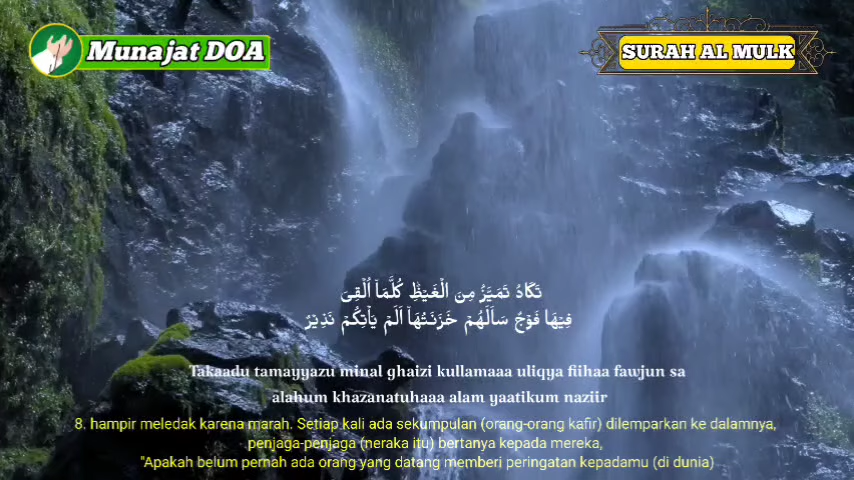 Munajat DOA
SURAH AL MULK
تَكَادُ تَمَيَّزُ مِنَ الْغَيْظِۗ كُلَّمَآ اُلْقِيَ
فِيْهَا فَوْجٌ سَاَلَهُمْ خَزَنَتُهَآ اَلَمْ يَأْتِكُمْ نَذِيْرٌ
Takaadu tamayyazu minal ghaizi kullamaaa uliqya fiihaa fawjun sa
alahum khazanatuhaaa alam yaatikum naziir
8. hampir meledak karena marah. Setiap kali ada sekumpulan (orang-orang kafir) dilemparkan ke dalamnya,
penjaga-penjaga (neraka itu) bertanya kepada mereka,
"Apakah belum pernah ada orang yang datang memberi peringatan kepadamu (di dunia)